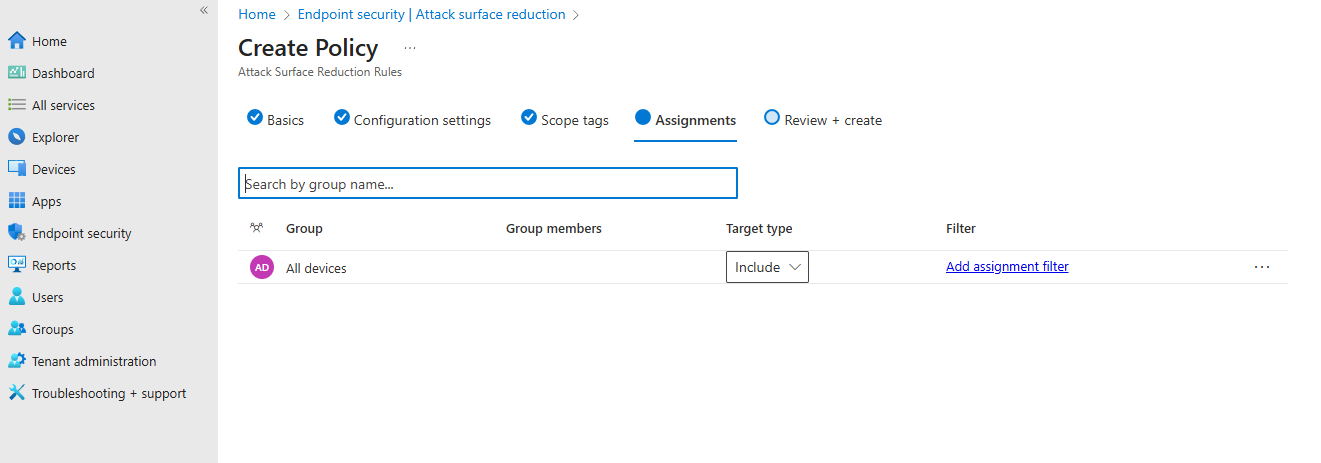 «
Home
Dashboard
All services
Explorer
Devices
Apps
Endpoint security
Reports
Users
Groups
Tenant administration
Troubleshooting + support
Home > Endpoint security | Attack surface reduction >
Create Policy ...
Attack Surface Reduction Rules
Basics Configuration settings Scope tags Assignments Review + create
Search by group name...
Group Group members Target type Filter
AD All devices Include Add assignment filter ...